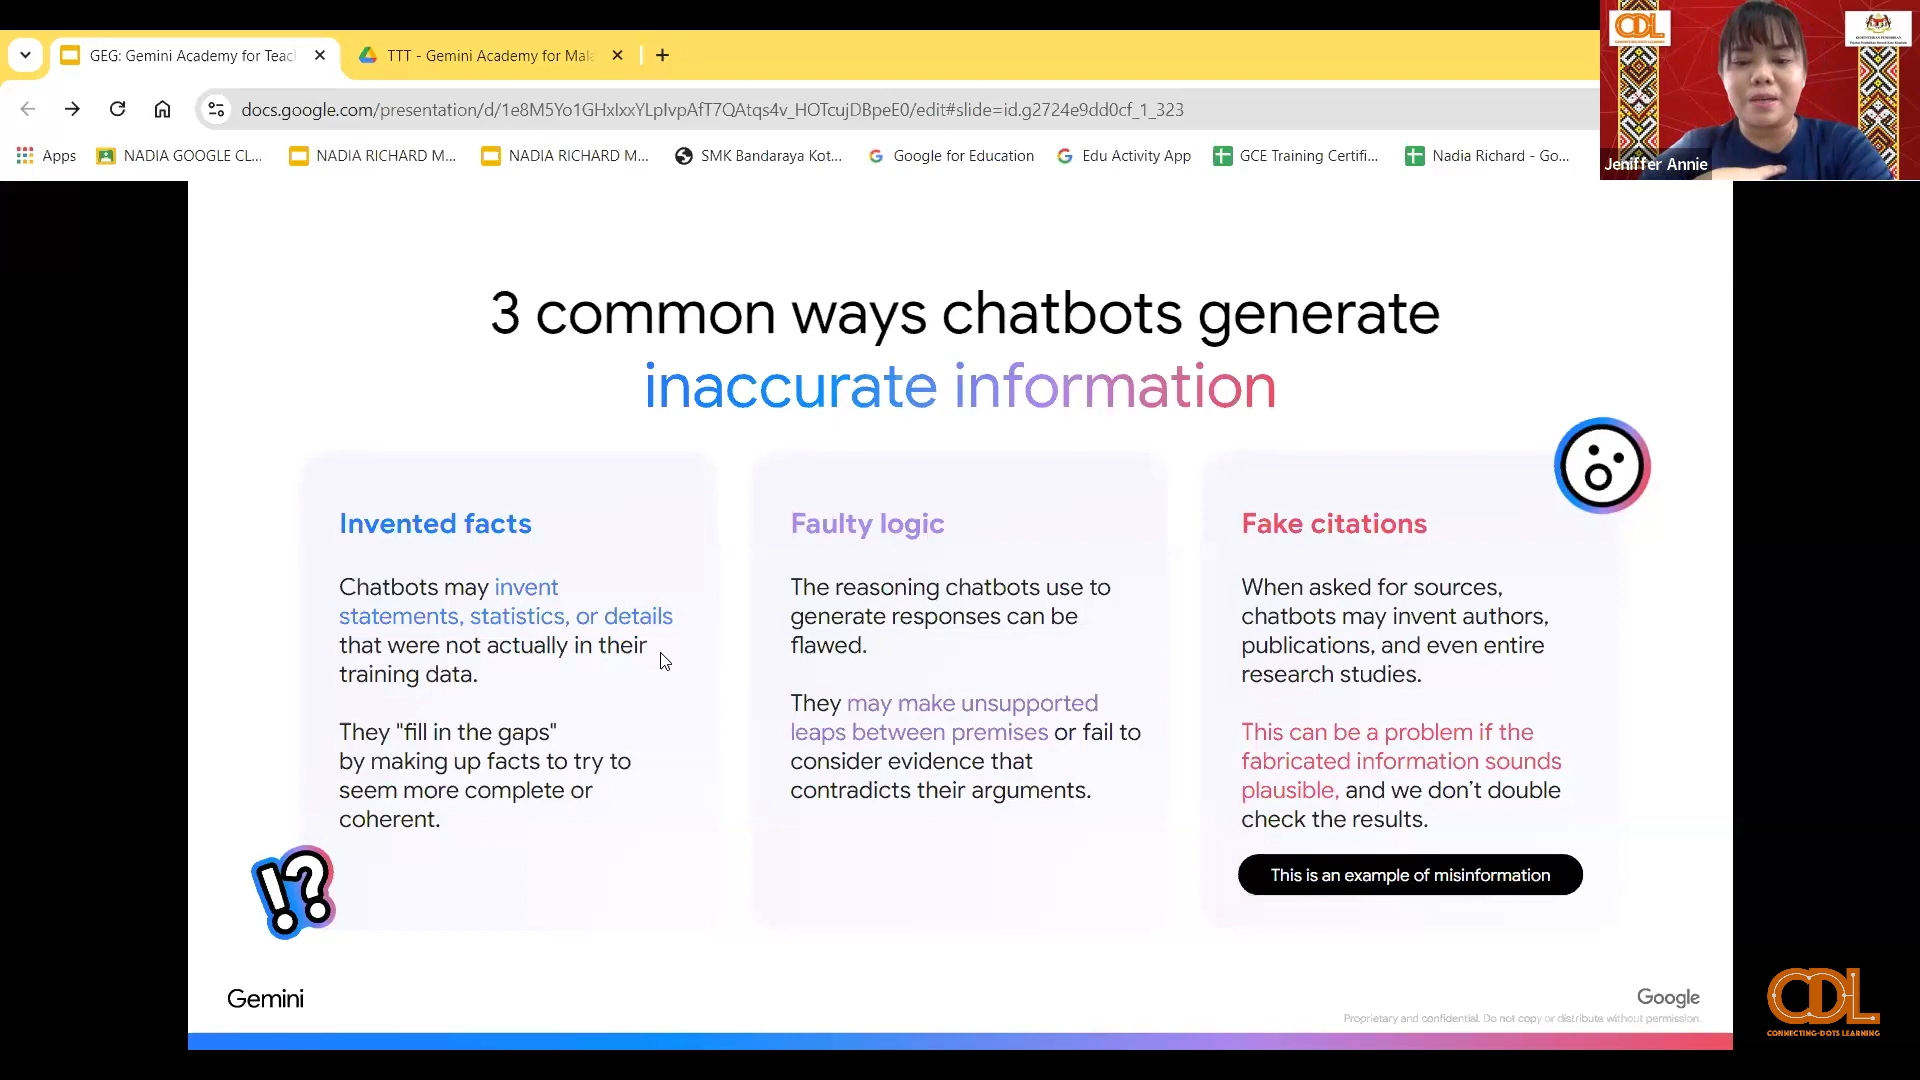 GEG: Gemini Academy for Teac
TTT - Gemini Academy for Mala
docs.google.com/presentation/d/1e8M5Yo1GHxIxxYLpIvpAfT7QAtqs4v_HOTcujDBpeE0/edit#slide=id.g2724e9dd0cf_1_323
Apps
NADIA GOOGLE CL...
NADIA RICHARD M...
NADIA RICHARD M...
SMK Bandaraya Kot...
Google for Education
Edu Activity App
GCE Training Certifi...
Nadia Richard - Go...
CDL
Jeniffer Annie
3 common ways chatbots generate
inaccurate information
Invented facts
Chatbots may invent
statements, statistics, or details
that were not actually in their
training data.
They "fill in the gaps"
by making up facts to try to
seem more complete or
coherent.
Faulty logic
The reasoning chatbots use to
generate responses can be
flawed.
They may make unsupported
leaps between premises or fail to
consider evidence that
contradicts their arguments.
Fake citations
When asked for sources,
chatbots may invent authors,
publications, and even entire
research studies.
This can be a problem if the
fabricated information sounds
plausible, and we don’t double
check the results.
This is an example of misinformation
!?
Gemini
Google
Proprietary and confidential. Do not copy or distribute without permission.
CDL
CONNECTING-DOTS LEARNING